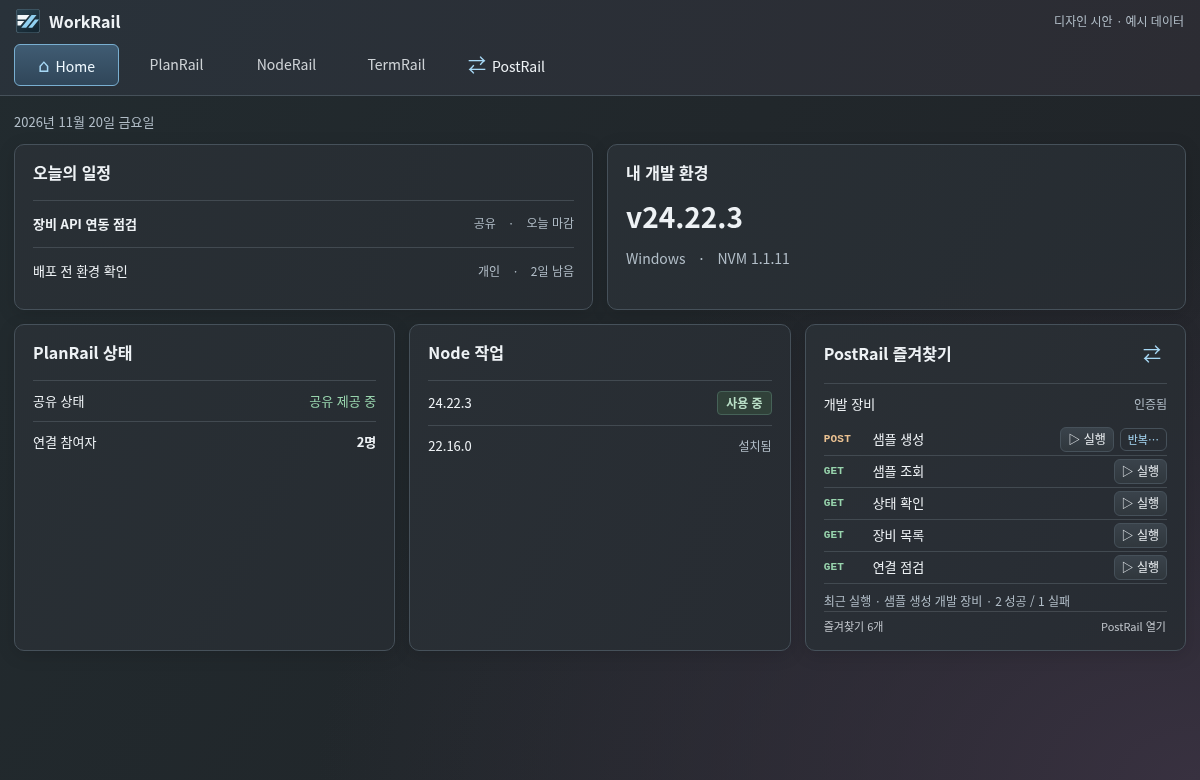 WorkRail
디자인 시안 · 예시 데이터
⌂ Home PlanRail NodeRail TermRail PostRail
2026년 11월 20일 금요일
오늘의 일정
장비 API 연동 점검 공유 · 오늘 마감
배포 전 환경 확인 개인 · 2일 남음
내 개발 환경
v24.22.3
Windows · NVM 1.1.11
PlanRail 상태
공유 상태 공유 제공 중
연결 참여자 2명
Node 작업
24.22.3 사용 중
22.16.0 설치됨
PostRail 즐겨찾기
개발 장비 인증됨
POST 샘플 생성 ▷ 실행 반복…
GET 샘플 조회 ▷ 실행
GET 상태 확인 ▷ 실행
GET 장비 목록 ▷ 실행
GET 연결 점검 ▷ 실행
최근 실행 · 샘플 생성 개발 장비 · 2 성공 / 1 실패
즐겨찾기 6개 PostRail 열기